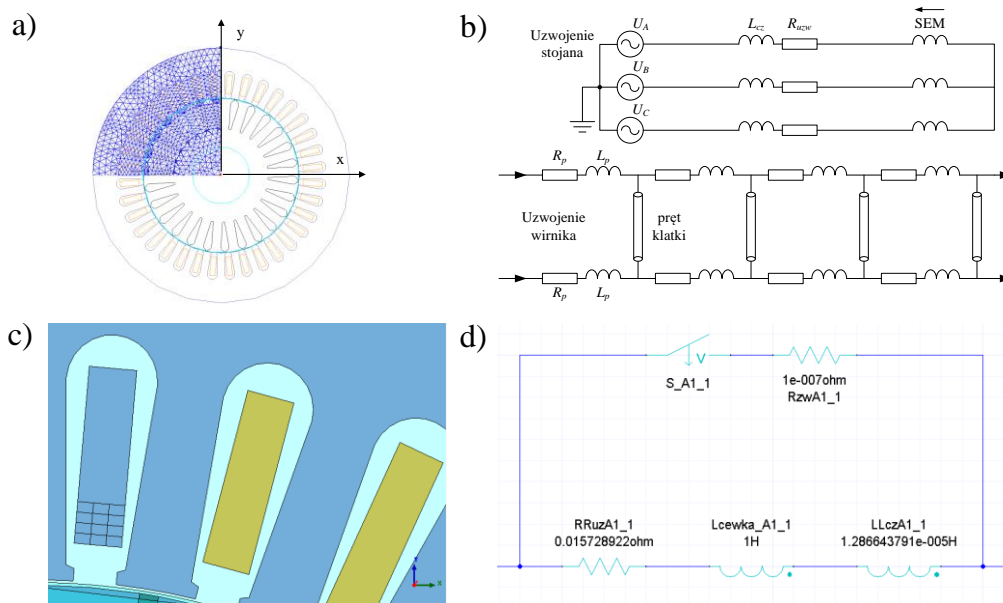 a)
y
x
b)
Uzwojenie
stojana
U_A
L_cz
R_uzw
SEM
U_B
U_C
R_p
L_p
Uzwojenie
wirnika
pręt
klatki
R_p
L_p
c)
d)
V
S_A1_1
1e-007ohm
RzwA1_1
RRuzA1_1
0.015728922ohm
Lcewka_A1_1
1H
LLczA1_1
1.286643791e-005H